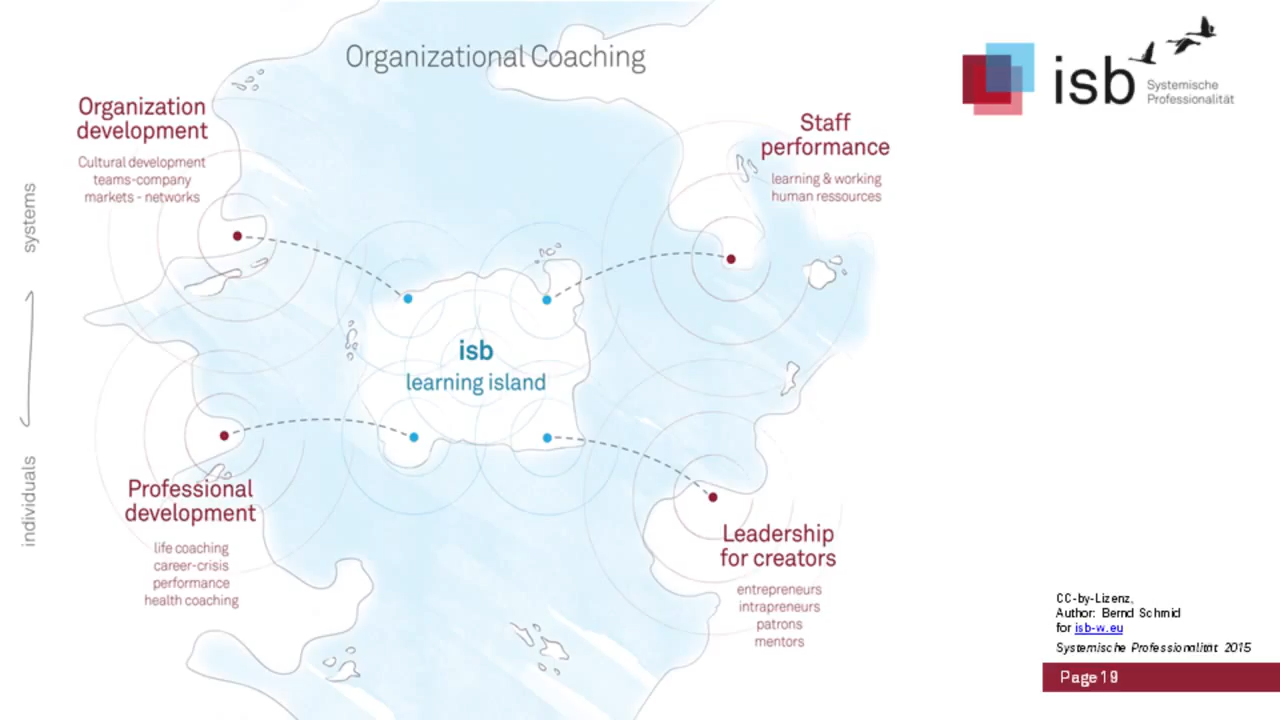 Organizational Coaching
isb
Systemische
Professionalität
Organization
development
Cultural development
teams-company
markets - networks
Staff
performance
learning & working
human ressources
systems
individuals
isb
learning island
Professional
development
life coaching
career-crisis
performance
health coaching
Leadership
for creators
entrepreneurs
intrapreneurs
patrons
mentors
CC-by-Lizenz,
Author: Bernd Schmid
for isb-w.eu
Systemische Professionalität 2015
Page 19